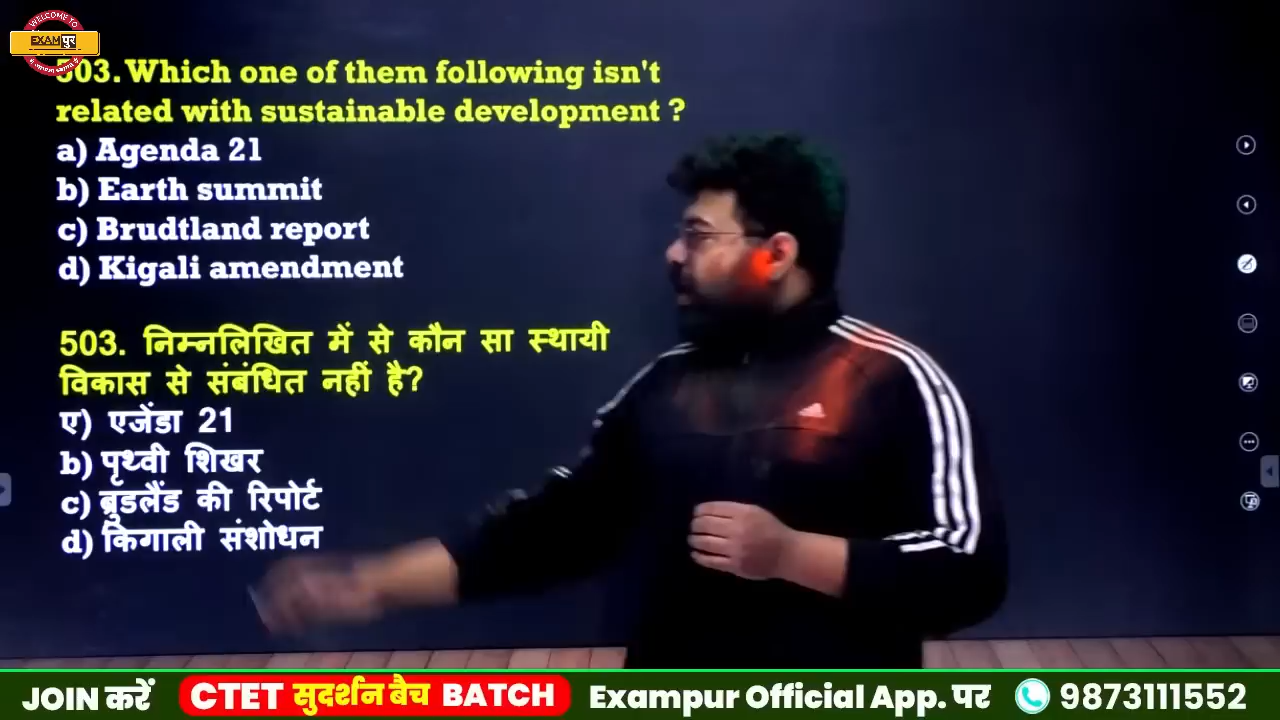 WELCOME TO
EXAMपुर
503. Which one of them following isn't
related with sustainable development ?
a) Agenda 21
b) Earth summit
c) Brudtland report
d) Kigali amendment
503. निम्नलिखित में से कौन सा स्थायी
विकास से संबंधित नहीं है?
ए) एजेंडा 21
b) पृथ्वी शिखर
c) ब्रुडलैंड की रिपोर्ट
d) किगाली संशोधन
JOIN करें CTET सुदर्शन बैच BATCH Exampur Official App. पर 9873111552